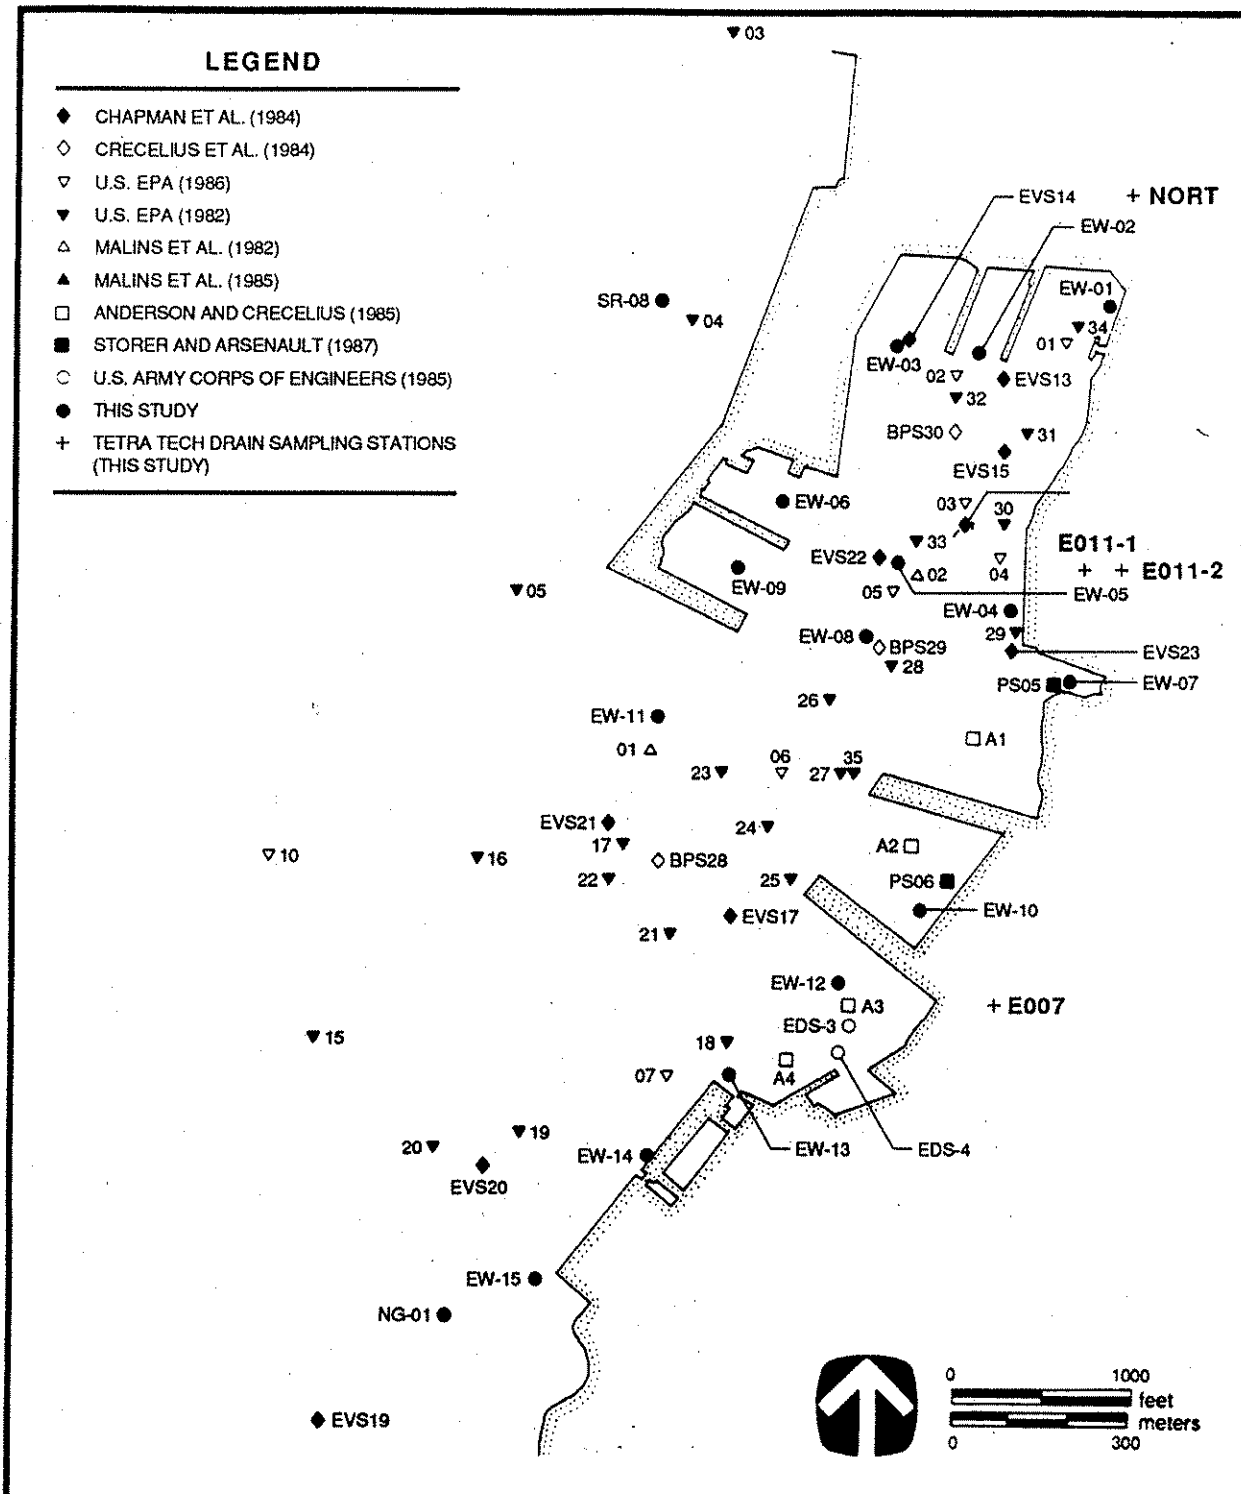 LEGEND
CHAPMAN ET AL. (1984)
CRECELIUS ET AL. (1984)
U.S. EPA (1986)
U.S. EPA (1982)
MALINS ET AL. (1982)
MALINS ET AL. (1985)
ANDERSON AND CRECELIUS (1985)
STORER AND ARSENAULT (1987)
U.S. ARMY CORPS OF ENGINEERS (1985)
THIS STUDY
TETRA TECH DRAIN SAMPLING STATIONS
(THIS STUDY)
03
EVS14
NORT
EW-02
EW-01
SR-08
04
34
01
EW-03
02
EVS13
32
BPS30
31
EVS15
EW-06
03
30
33
E011-1
EVS22
E011-2
EW-09
02
04
05
05
EW-05
EW-04
29
EW-08
BPS29
EVS23
28
PS05
EW-07
26
EW-11
A1
01
06
35
23
27
EVS21
24
17
A2
10
16
BPS28
22
25
PS06
EVS17
EW-10
21
EW-12
A3
E007
EDS-3
15
18
07
A4
19
20
EW-14
EW-13
EDS-4
EVS20
EW-15
NG-01
EVS19
0 1000
feet
meters
0 300